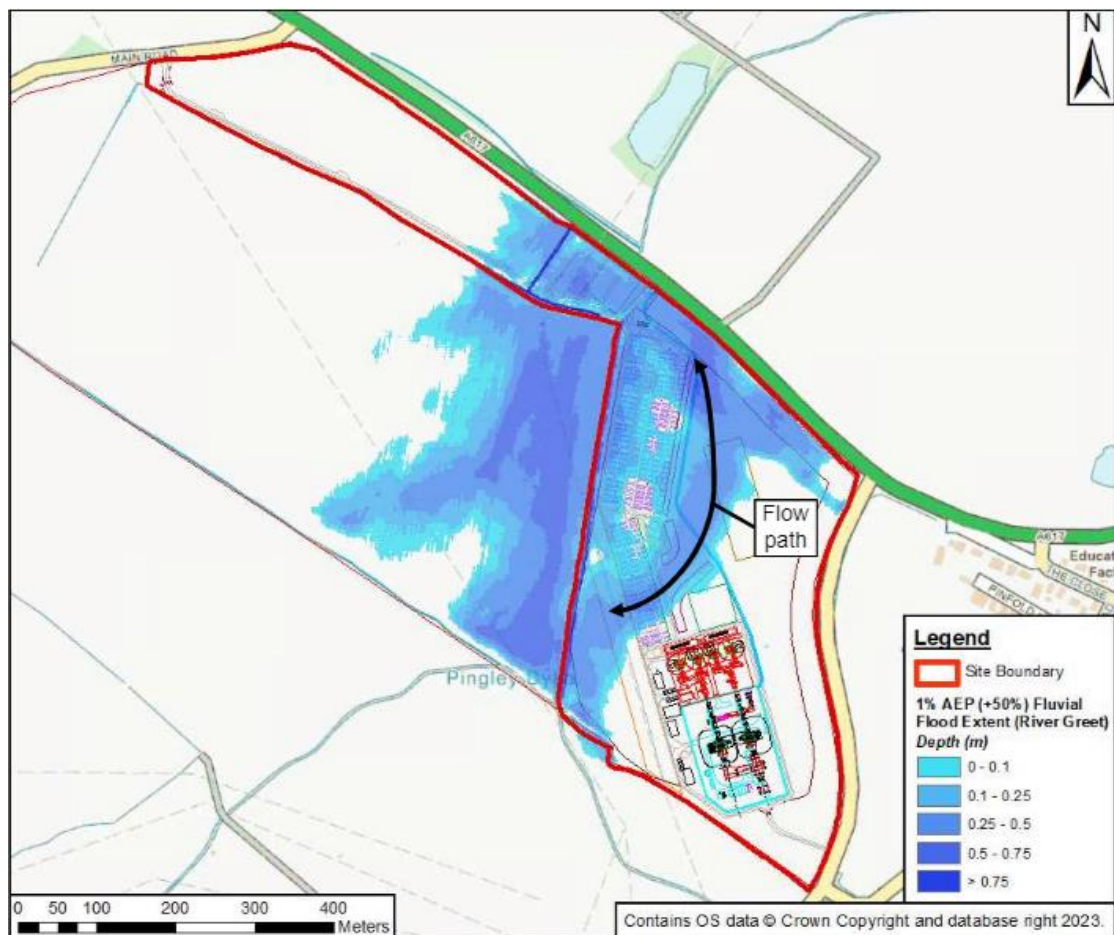 N
MAIN ROAD
A617
Flow
path
A617
Educat
Fac
THE CLOSE
PINFOLD
Pingley Dyke
Legend
Site Boundary
1% AEP (+50%) Fluvial
Flood Extent (River Greet)
Depth (m)
0 - 0.1
0.1 - 0.25
0.25 - 0.5
0.5 - 0.75
> 0.75
0 50 100 200 300 400
Meters
Contains OS data © Crown Copyright and database right 2023.